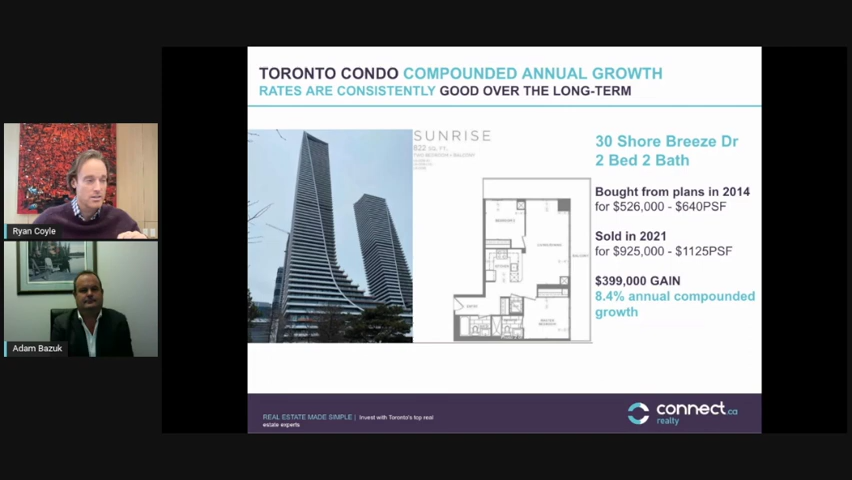 TORONTO CONDO COMPOUNDED ANNUAL GROWTH
RATES ARE CONSISTENTLY GOOD OVER THE LONG-TERM
SUNRISE
822 SQ. FT.
TWO BEDROOM + BALCONY
30 Shore Breeze Dr
2 Bed 2 Bath
Bought from plans in 2014
for $526,000 - $640PSF
Sold in 2021
for $925,000 - $1125PSF
$399,000 GAIN
8.4% annual compounded
growth
BALCONY
Ryan Coyle
Adam Bazuk
REAL ESTATE MADE SIMPLE | Invest with Toronto's top real
estate experts
connect.ca
realty